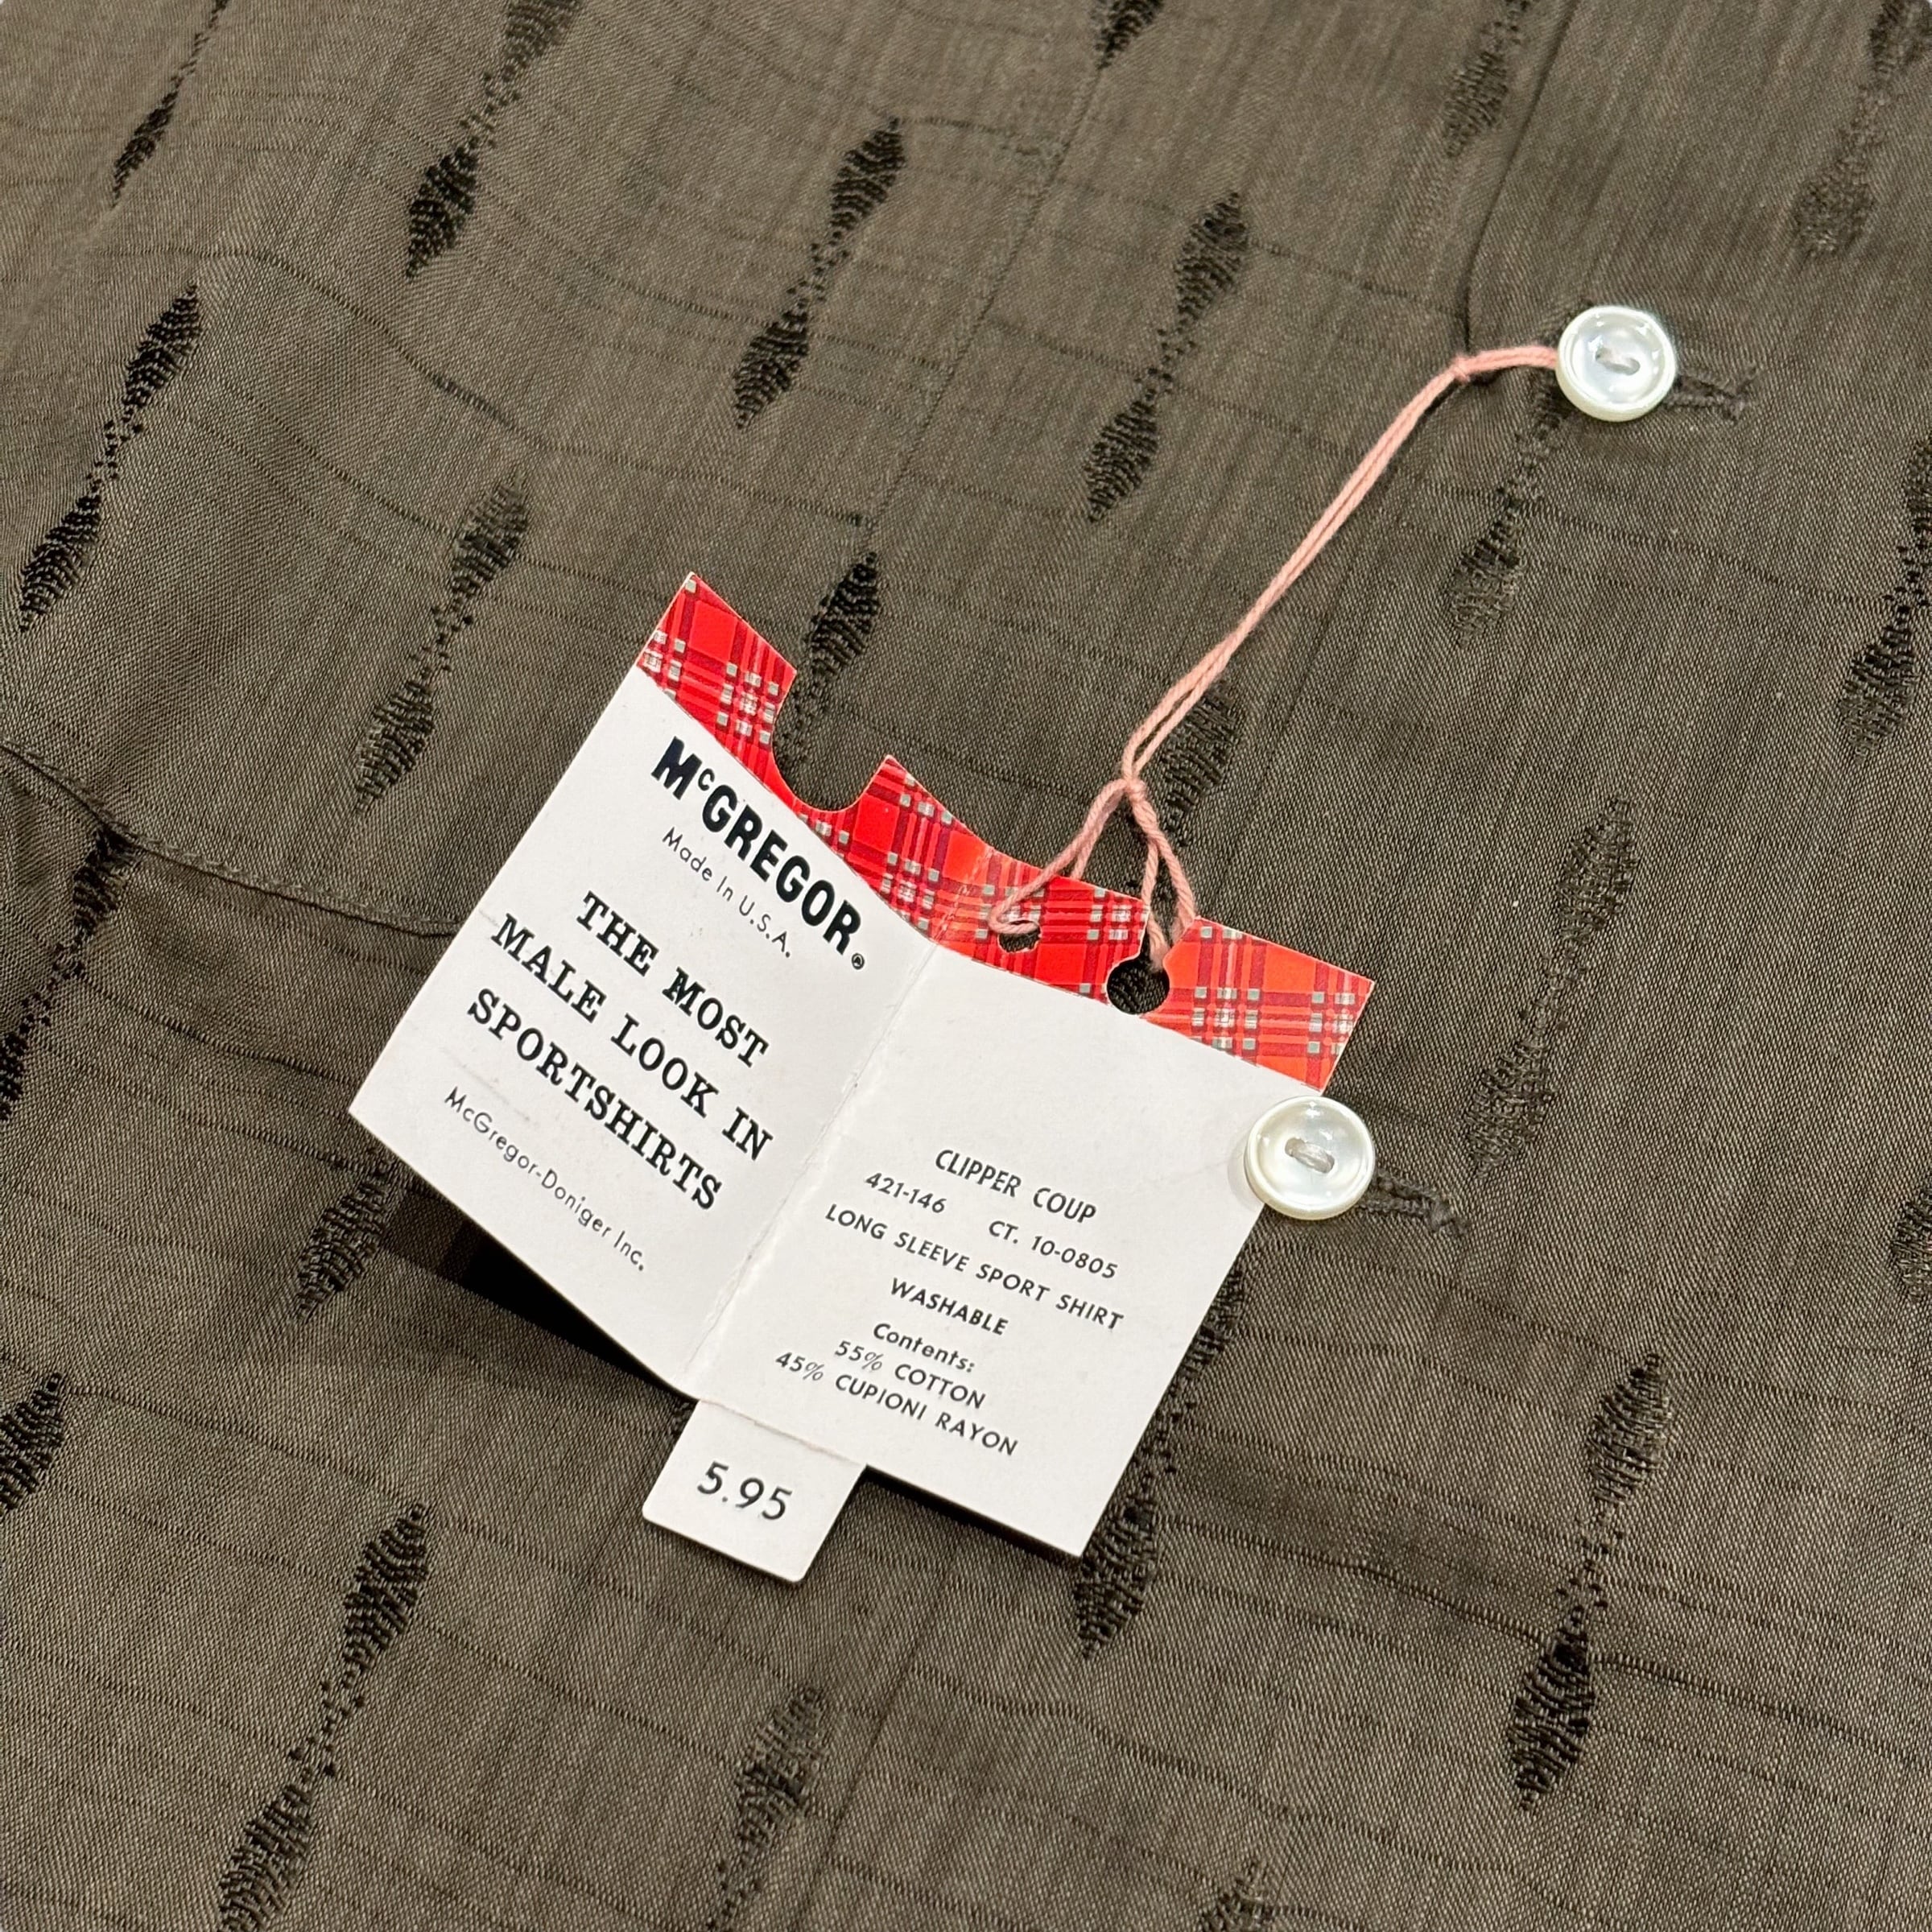 McGREGOR®
Made In U.S.A.
THE MOST
MALE LOOK IN
SPORTSHIRTS
McGregor-Doniger Inc.
CLIPPER COUP
421-146 CT. 10-0805
LONG SLEEVE SPORT SHIRT
WASHABLE
Contents:
55% COTTON
45% CUPIONI RAYON
5.95